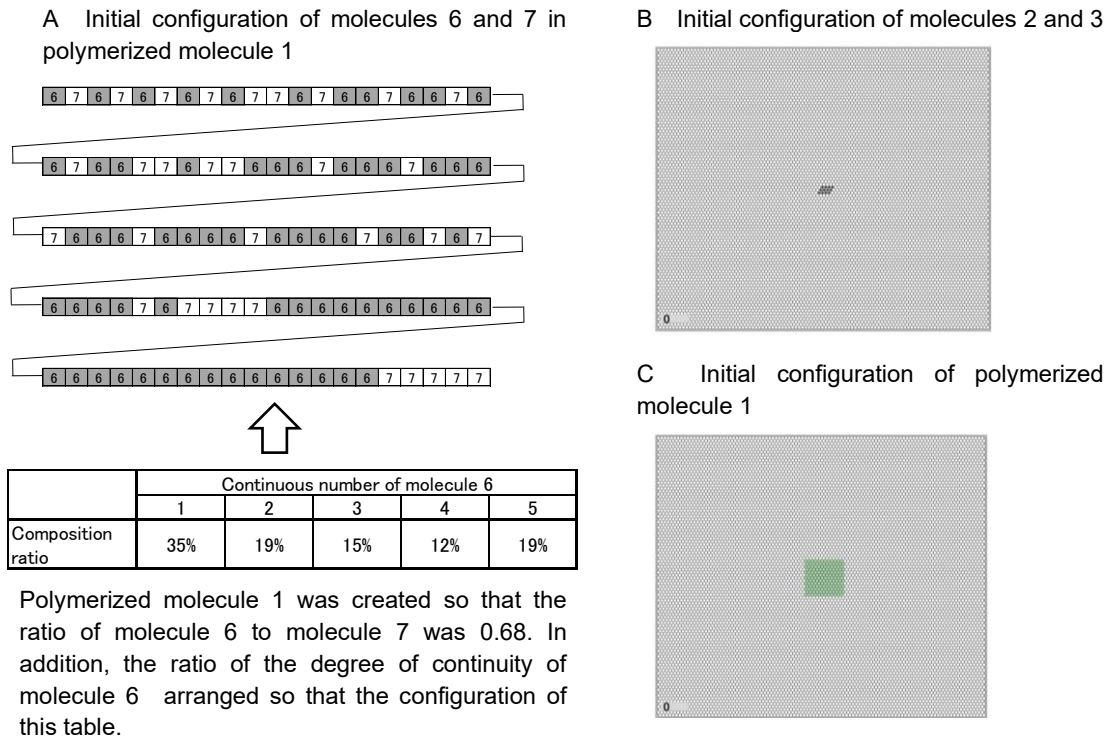 A Initial configuration of molecules 6 and 7 in
polymerized molecule 1
6 7 6 7 6 7 6 7 6 7 7 6 7 6 6 7 6 6 7 6
6 7 6 6 7 7 6 7 7 6 6 6 7 6 6 6 7 6 6 6
7 6 6 6 7 6 6 6 6 7 6 6 6 6 7 6 6 7 6 7
6 6 6 6 7 6 7 7 7 7 6 6 6 6 6 6 6 6 6 6
6 6 6 6 6 6 6 6 6 6 6 6 6 6 6 7 7 7 7 7
Continuous number of molecule 6
1 2 3 4 5
Composition
ratio
35% 19% 15% 12% 19%
Polymerized molecule 1 was created so that the
ratio of molecule 6 to molecule 7 was 0.68. In
addition, the ratio of the degree of continuity of
molecule 6 arranged so that the configuration of
this table.
B Initial configuration of molecules 2 and 3
0
C Initial configuration of polymerized
molecule 1
0